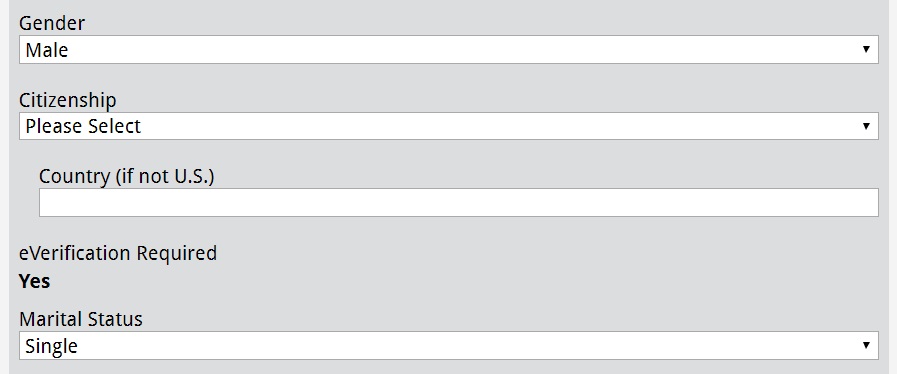 Gender
Male
Citizenship
Please Select
Country (if not U.S.)
eVerification Required
Yes
Marital Status
Single